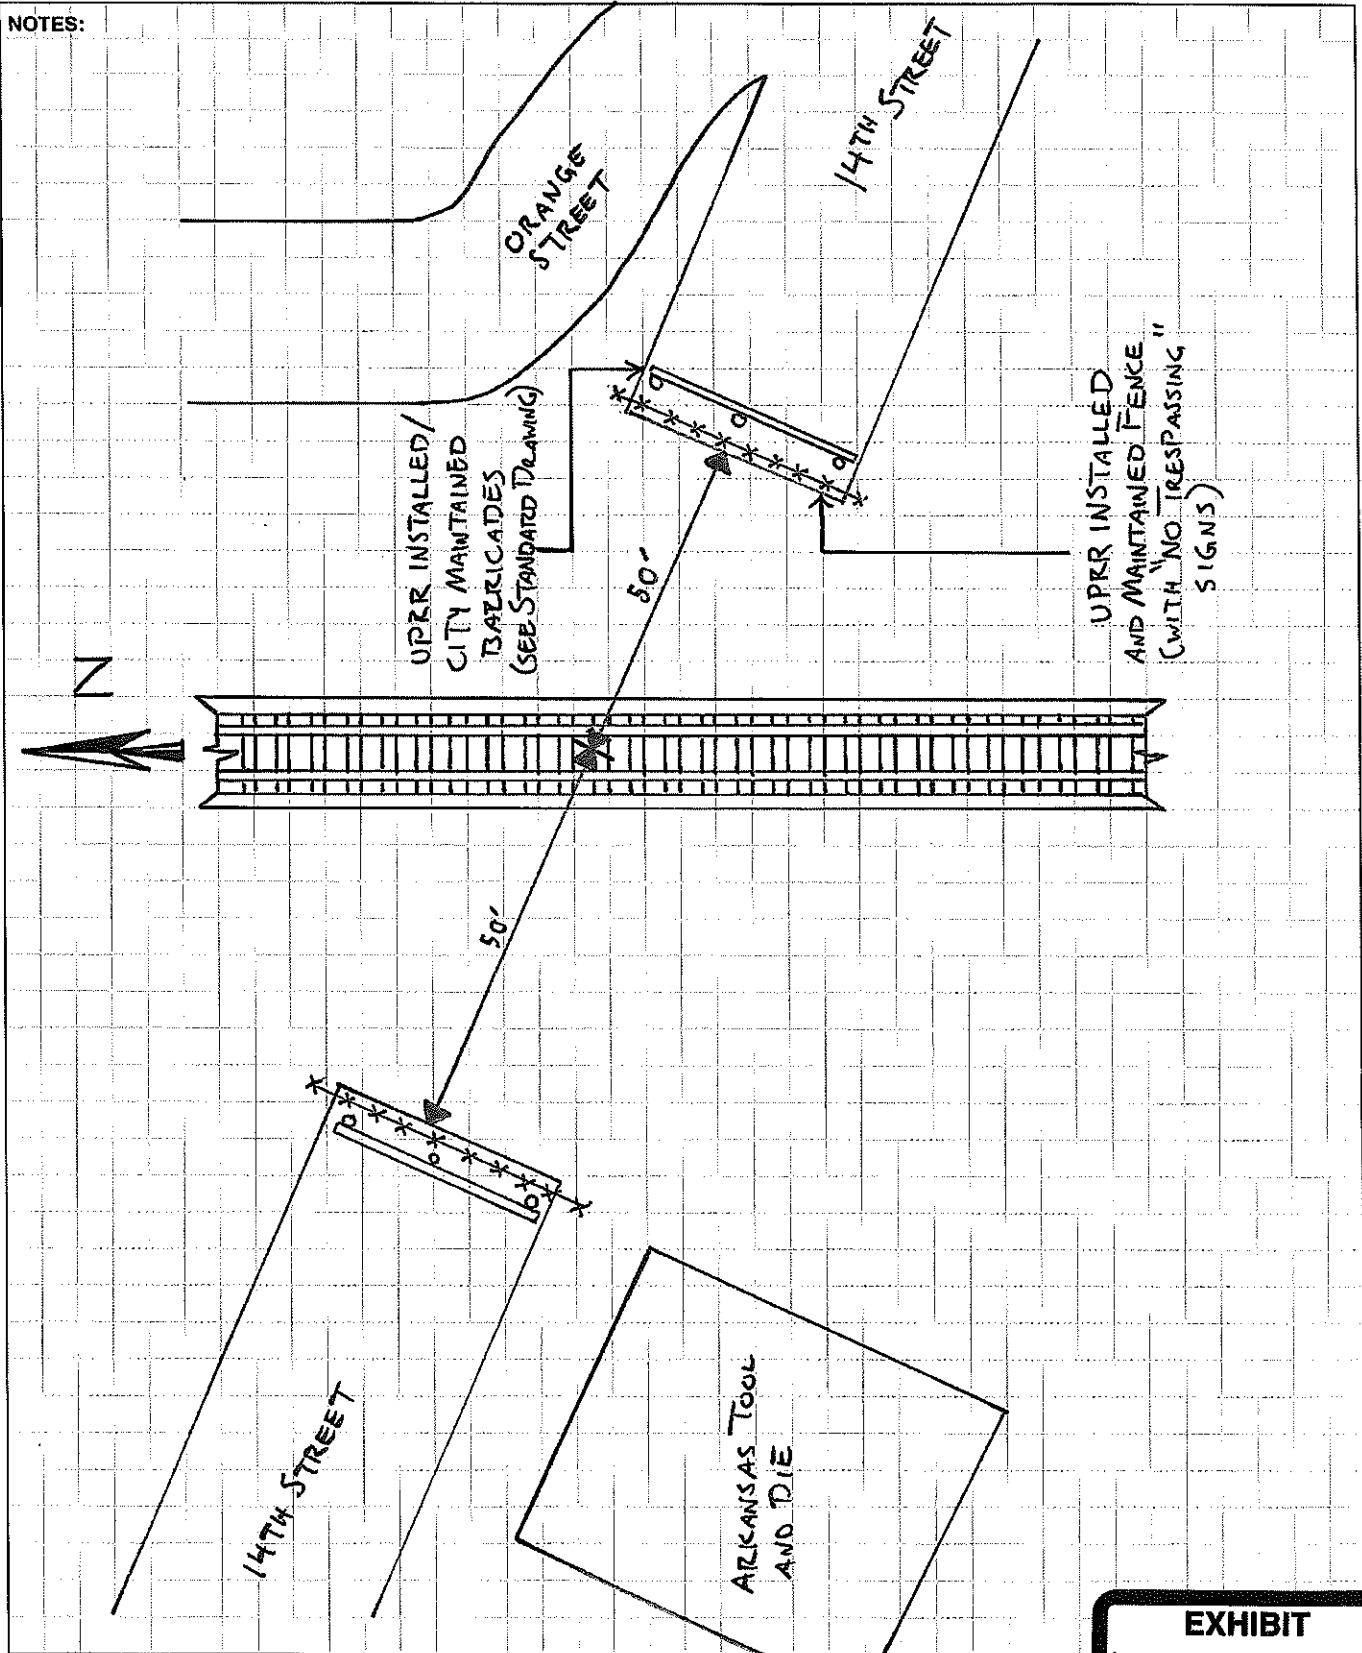 NOTES:
14TH STREET
ORANGE
STREET
UPRR INSTALLED/
CITY MAINTAINED
BARRICADES
(SEE STANDARD DRAWING)
50'
UPRR INSTALLED
AND MAINTAINED FENCE
(WITH "NO TRESPASSING"
SIGNS)
N
50'
14TH STREET
ARKANSAS TOOL
AND DIE
EXHIBIT